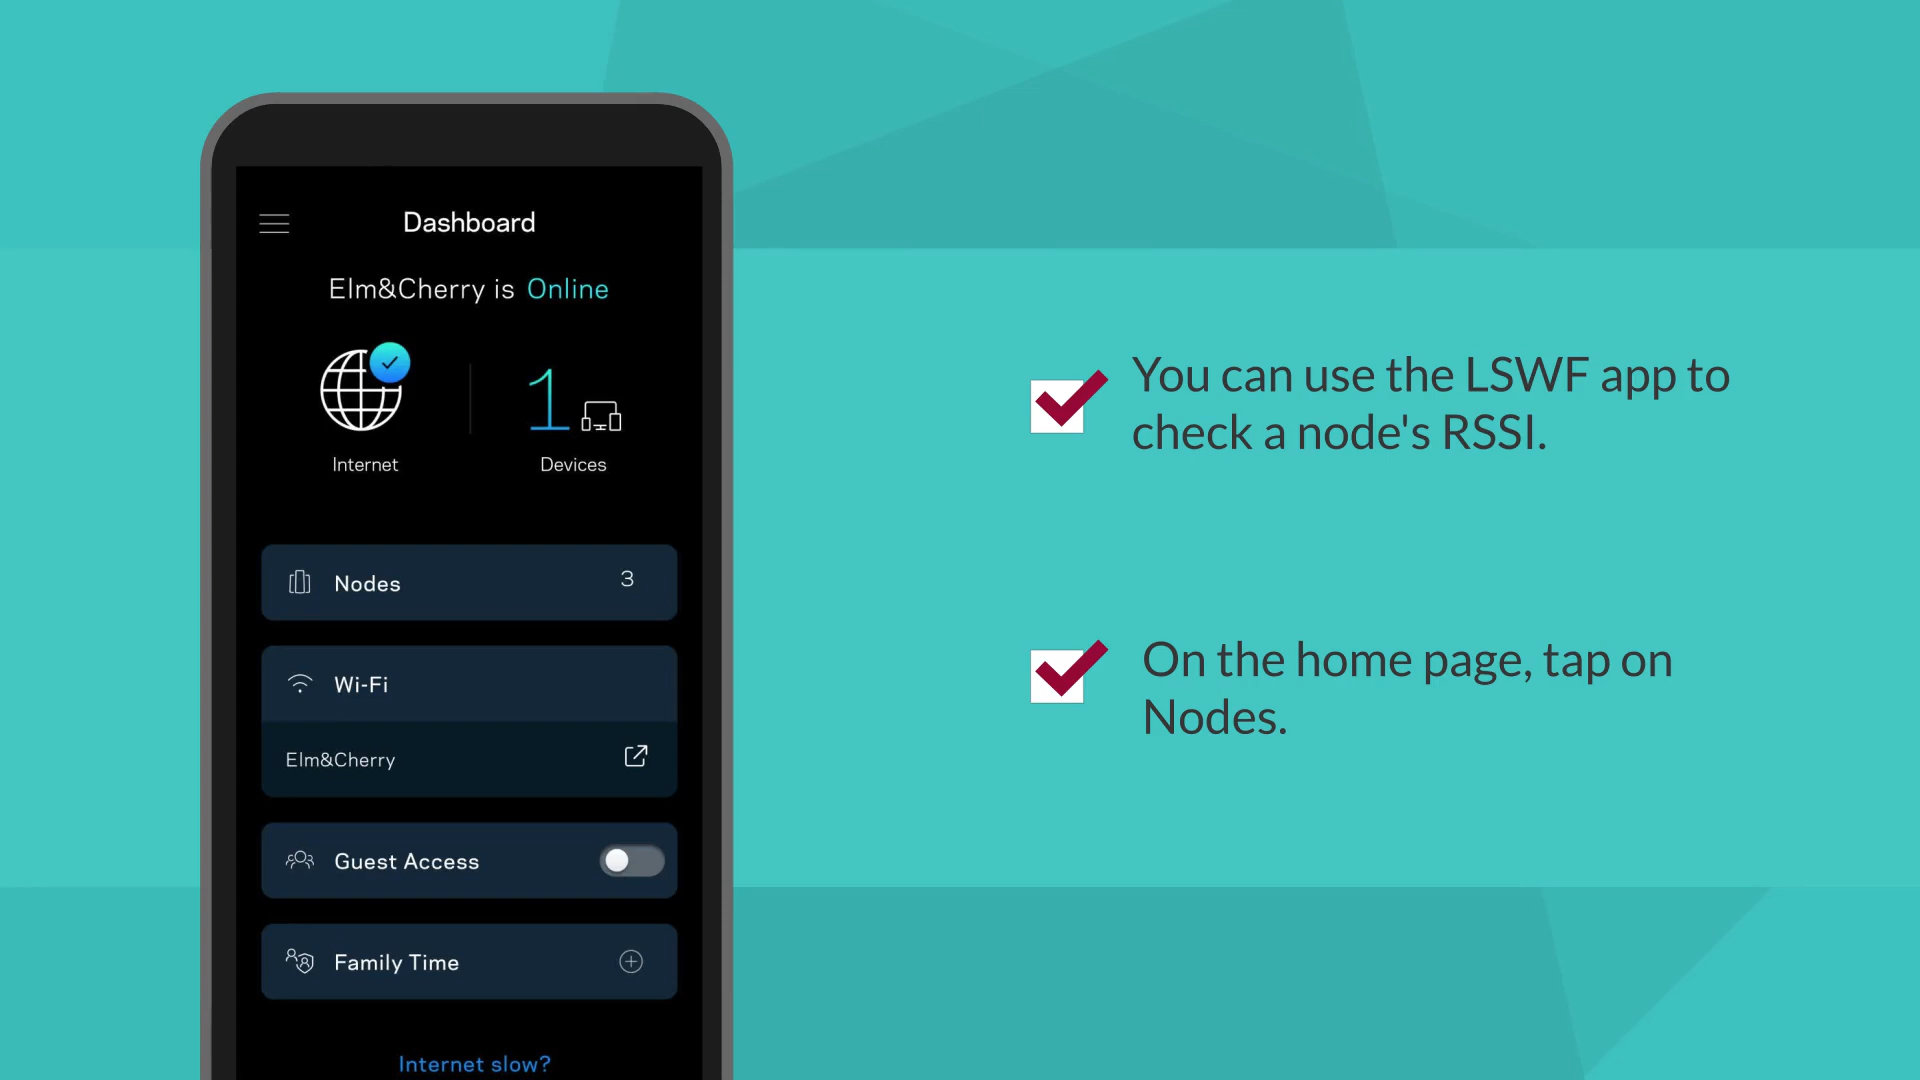 Dashboard
Elm&Cherry is Online
1
Internet
Devices
Nodes 3
Wi-Fi
Elm&Cherry
Guest Access
Family Time
Internet slow?
You can use the LSWF app to
check a node's RSSI.
On the home page, tap on
Nodes.